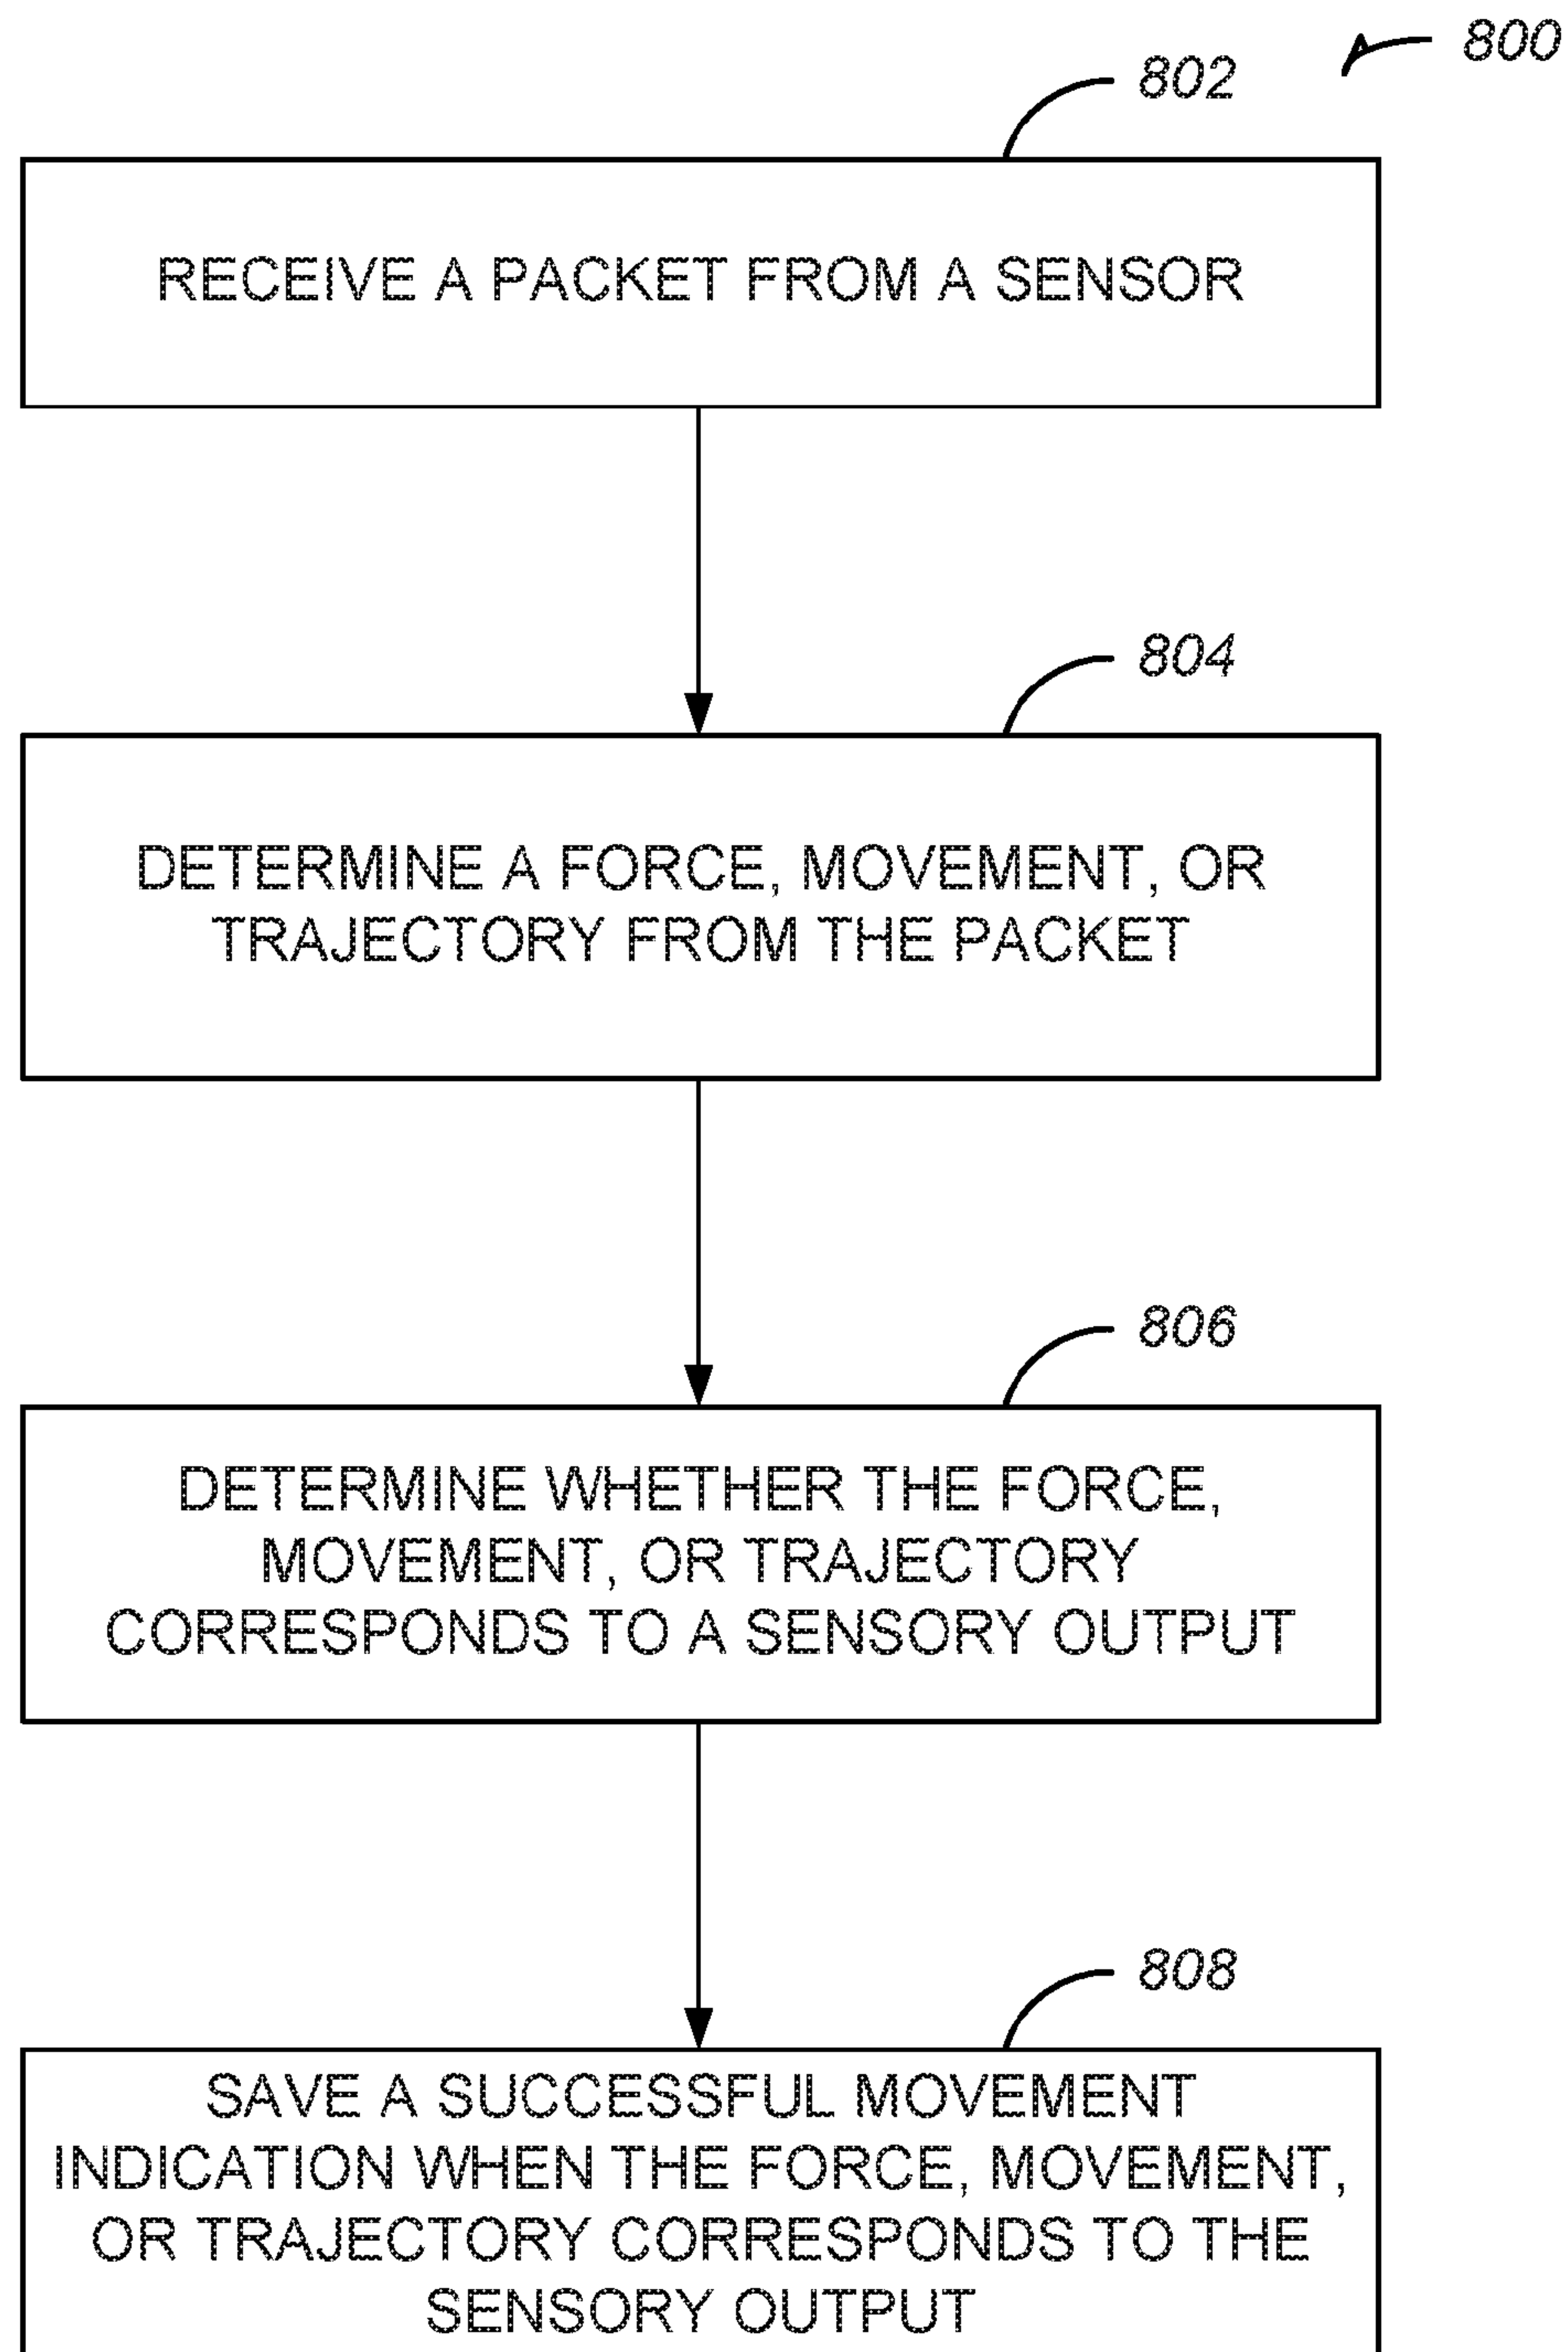 800
802
RECEIVE A PACKET FROM A SENSOR
804
DETERMINE A FORCE, MOVEMENT, OR
TRAJECTORY FROM THE PACKET
806
DETERMINE WHETHER THE FORCE,
MOVEMENT, OR TRAJECTORY
CORRESPONDS TO A SENSORY OUTPUT
808
SAVE A SUCCESSFUL MOVEMENT
INDICATION WHEN THE FORCE, MOVEMENT,
OR TRAJECTORY CORRESPONDS TO THE
SENSORY OUTPUT